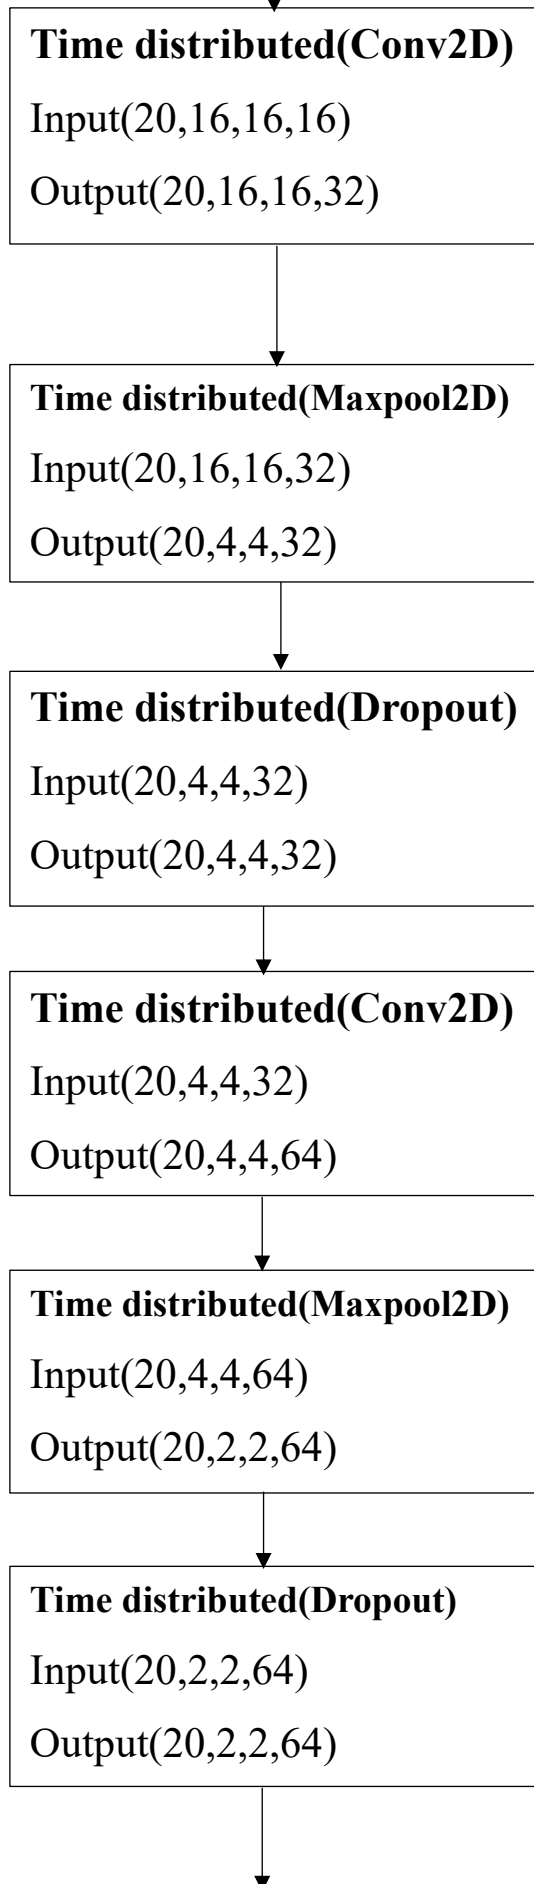 Time distributed(Conv2D)
Input(20,16,16,16)
Output(20,16,16,32)
Time distributed(Maxpool2D)
Input(20,16,16,32)
Output(20,4,4,32)
Time distributed(Dropout)
Input(20,4,4,32)
Output(20,4,4,32)
Time distributed(Conv2D)
Input(20,4,4,32)
Output(20,4,4,64)
Time distributed(Maxpool2D)
Input(20,4,4,64)
Output(20,2,2,64)
Time distributed(Dropout)
Input(20,2,2,64)
Output(20,2,2,64)